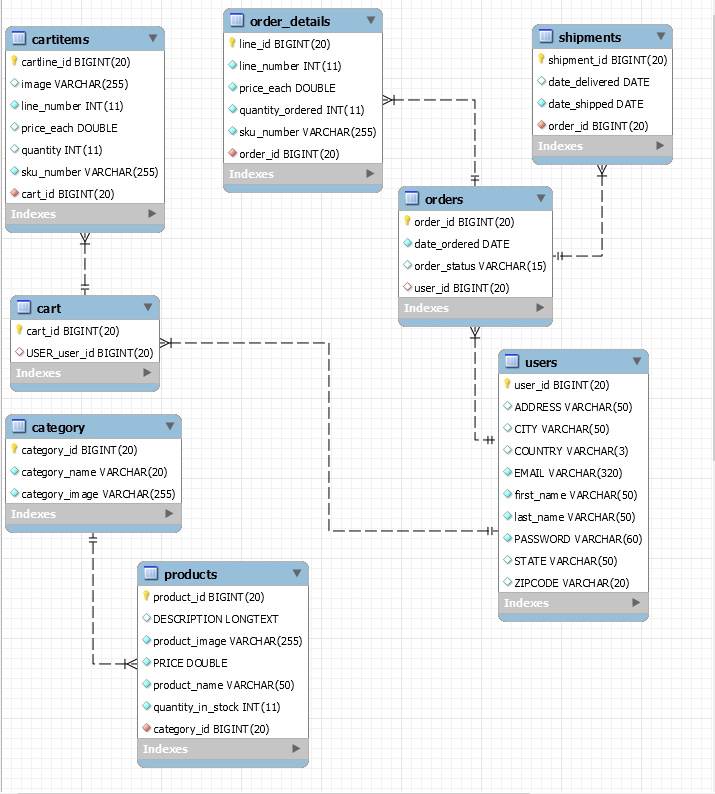 cartitems
cartline_id BIGINT(20)
image VARCHAR(255)
line_number INT(11)
price_each DOUBLE
quantity INT(11)
sku_number VARCHAR(255)
cart_id BIGINT(20)
Indexes
order_details
line_id BIGINT(20)
line_number INT(11)
price_each DOUBLE
quantity_ordered INT(11)
sku_number VARCHAR(255)
order_id BIGINT(20)
Indexes
shipments
shipment_id BIGINT(20)
date_delivered DATE
date_shipped DATE
order_id BIGINT(20)
Indexes
orders
order_id BIGINT(20)
date_ordered DATE
order_status VARCHAR(15)
user_id BIGINT(20)
Indexes
cart
cart_id BIGINT(20)
USER_user_id BIGINT(20)
Indexes
users
user_id BIGINT(20)
ADDRESS VARCHAR(50)
CITY VARCHAR(50)
COUNTRY VARCHAR(3)
EMAIL VARCHAR(320)
first_name VARCHAR(50)
last_name VARCHAR(50)
PASSWORD VARCHAR(60)
STATE VARCHAR(50)
ZIPCODE VARCHAR(20)
Indexes
category
category_id BIGINT(20)
category_name VARCHAR(20)
category_image VARCHAR(255)
Indexes
products
product_id BIGINT(20)
DESCRIPTION LONGTEXT
product_image VARCHAR(255)
PRICE DOUBLE
product_name VARCHAR(50)
quantity_in_stock INT(11)
category_id BIGINT(20)
Indexes